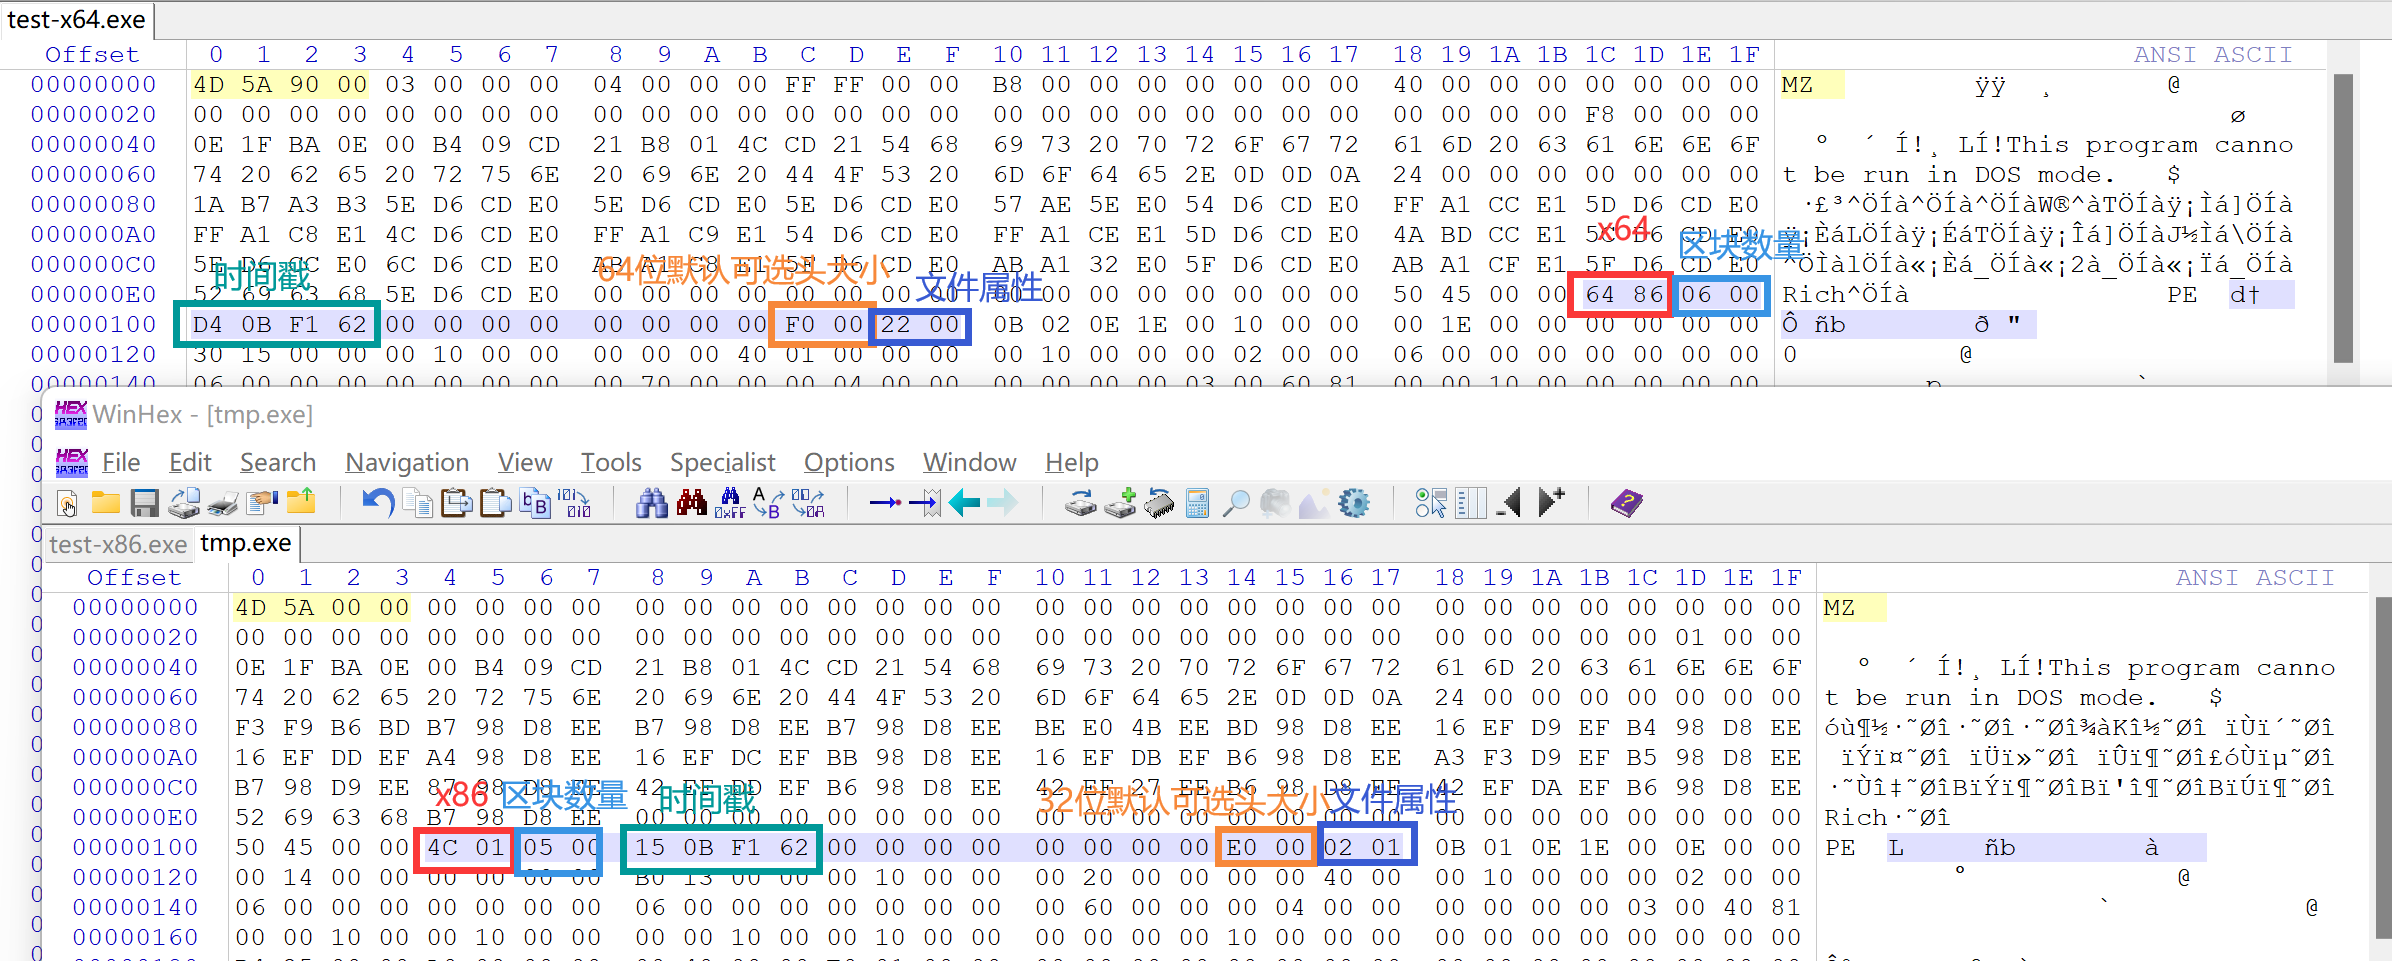 test-x64.exe
Offset 0 1 2 3 4 5 6 7 8 9 A B C D E F 10 11 12 13 14 15 16 17 18 19 1A 1B 1C 1D 1E 1F ANSI ASCII
00000000 4D 5A 90 00 03 00 00 00 04 00 00 00 FF FF 00 00 B8 00 00 00 00 00 00 00 40 00 00 00 00 00 00 00 MZ ÿÿ ¸ @
00000020 00 00 00 00 00 00 00 00 00 00 00 00 00 00 00 00 00 00 00 00 00 00 00 00 00 00 00 00 F8 00 00 00 ø
00000040 0E 1F BA 0E 00 B4 09 CD 21 B8 01 4C CD 21 54 68 69 73 20 70 72 6F 67 72 61 6D 20 63 61 6E 6E 6F º ´ Í!¸ LÍ!This program canno
00000060 74 20 62 65 20 72 75 6E 20 69 6E 20 44 4F 53 20 6D 6F 64 65 2E 0D 0D 0A 24 00 00 00 00 00 00 00 t be run in DOS mode. $
00000080 1A B7 A3 B3 5E D6 CD E0 5E D6 CD E0 5E D6 CD E0 57 AE 5E E0 54 D6 CD E0 FF A1 CC E1 5D D6 CD E0 ·£³^ÖÍà^ÖÍà^ÖÍàW®^àTÖÍàÿ¡Ìá]ÖÍà
000000A0 FF A1 C8 E1 4C D6 CD E0 FF A1 C9 E1 54 D6 CD E0 FF A1 CE E1 5D D6 CD E0 4A BD CC E1 5C D6 CD E0 ÿ¡ÈáLÖÍàÿ¡ÉáTÖÍàÿ¡Îá]ÖÍàJ½Ìá\ÖÍà
x64 区块数量
000000C0 5E D6 CC E0 6C D6 CD E0 AB A1 C8 E1 5F D6 CD E0 AB A1 32 E0 5F D6 CD E0 AB A1 CF E1 5F D6 CD E0 ^ÖÌàlÖÍà«¡Èá_ÖÍà«¡2à_ÖÍà«¡Ïá_ÖÍà
时间戳 64位默认可选头大小 文件属性
000000E0 52 69 63 68 5E D6 CD E0 00 00 00 00 00 00 00 00 00 00 00 00 00 00 00 00 50 45 00 00 64 86 06 00 Rich^ÖÍà PE d†
00000100 D4 0B F1 62 00 00 00 00 00 00 00 00 F0 00 22 00 0B 02 0E 1E 00 10 00 00 00 1E 00 00 00 00 00 00 Ô ñb ð "
00000120 30 15 00 00 00 10 00 00 00 00 00 40 01 00 00 00 00 10 00 00 00 02 00 00 06 00 00 00 00 00 00 00 0 @
00000140 06 00 00 00 00 00 00 00 00 70 00 00 00 04 00 00 00 00 00 00 03 00 60 81 00 00 10 00 00 00 00 00 p `
WinHex - [tmp.exe]
File Edit Search Navigation View Tools Specialist Options Window Help
test-x86.exe tmp.exe
Offset 0 1 2 3 4 5 6 7 8 9 A B C D E F 10 11 12 13 14 15 16 17 18 19 1A 1B 1C 1D 1E 1F ANSI ASCII
00000000 4D 5A 00 00 00 00 00 00 00 00 00 00 00 00 00 00 00 00 00 00 00 00 00 00 00 00 00 00 00 00 00 00 MZ
00000020 00 00 00 00 00 00 00 00 00 00 00 00 00 00 00 00 00 00 00 00 00 00 00 00 00 00 00 00 00 01 00 00
00000040 0E 1F BA 0E 00 B4 09 CD 21 B8 01 4C CD 21 54 68 69 73 20 70 72 6F 67 72 61 6D 20 63 61 6E 6E 6F º ´ Í!¸ LÍ!This program canno
00000060 74 20 62 65 20 72 75 6E 20 69 6E 20 44 4F 53 20 6D 6F 64 65 2E 0D 0D 0A 24 00 00 00 00 00 00 00 t be run in DOS mode. $
00000080 F3 F9 B6 BD B7 98 D8 EE B7 98 D8 EE B7 98 D8 EE BE E0 4B EE BD 98 D8 EE 16 EF D9 EF B4 98 D8 EE óù¶½·˜Øî·˜Øî·˜Øî¾àKî½˜Øî ïÙï´˜Øî
000000A0 16 EF DD EF A4 98 D8 EE 16 EF DC EF BB 98 D8 EE 16 EF DB EF B6 98 D8 EE A3 F3 D9 EF B5 98 D8 EE ïÝï¤˜Øî ïÜï»˜Øî ïÛï¶˜Øî£óÙïµ˜Øî
000000C0 B7 98 D9 EE 87 98 D8 EE 42 EF DD EF B6 98 D8 EE 42 EF 27 EE B6 98 D8 EE 42 EF DA EF B6 98 D8 EE ·˜Ùî‡˜ØîBïÝï¶˜ØîBï'î¶˜ØîBïÚï¶˜Øî
x86 区块数量 时间戳 32位默认可选头大小 文件属性
000000E0 52 69 63 68 B7 98 D8 EE 00 00 00 00 00 00 00 00 00 00 00 00 00 00 00 00 00 00 00 00 00 00 00 00 Rich·˜Øî
00000100 50 45 00 00 4C 01 05 00 15 0B F1 62 00 00 00 00 00 00 00 00 E0 00 02 01 0B 01 0E 1E 00 0E 00 00 PE L ñb à
00000120 00 14 00 00 00 00 00 00 B0 13 00 00 00 10 00 00 00 20 00 00 00 00 40 00 00 10 00 00 00 02 00 00 ° @
00000140 06 00 00 00 00 00 00 00 06 00 00 00 00 00 00 00 00 60 00 00 00 04 00 00 00 00 00 00 03 00 40 81 ` @
00000160 00 00 10 00 00 10 00 00 00 00 10 00 00 10 00 00 00 00 00 00 10 00 00 00 00 00 00 00 00 00 00 00